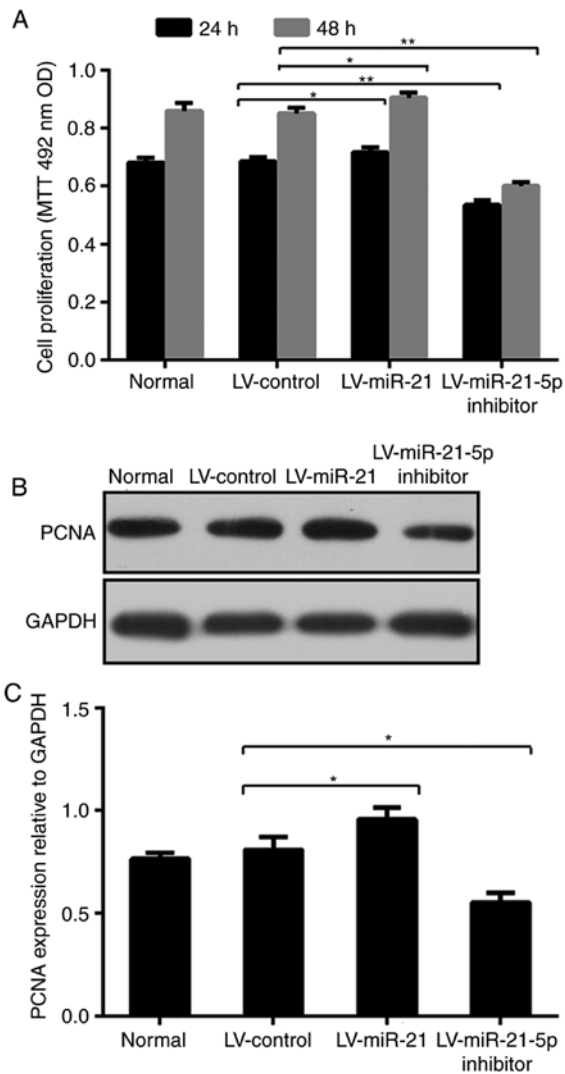 A
24 h
48 h
**
*
**
*
Cell proliferation (MTT 492 nm OD)
1.0
0.8
0.6
0.4
0.2
0.0
Normal
LV-control
LV-miR-21
LV-miR-21-5p
inhibitor
B
Normal
LV-control
LV-miR-21
LV-miR-21-5p
inhibitor
PCNA
GAPDH
C
PCNA expression relative to GAPDH
1.5
1.0
0.5
0.0
*
*
Normal
LV-control
LV-miR-21
LV-miR-21-5p
inhibitor